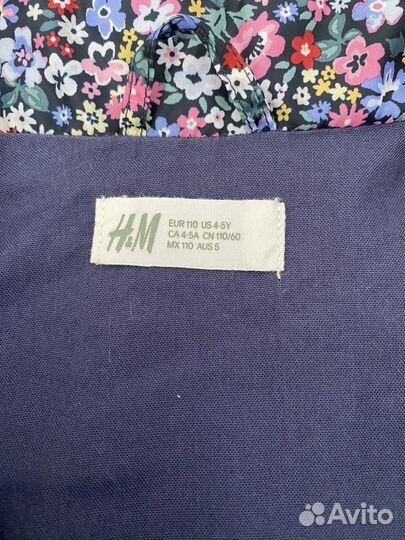 H&M
EUR 110 US 4-5Y
CA 4-5A CN 110/60
MX 110 AUS 5
Avito